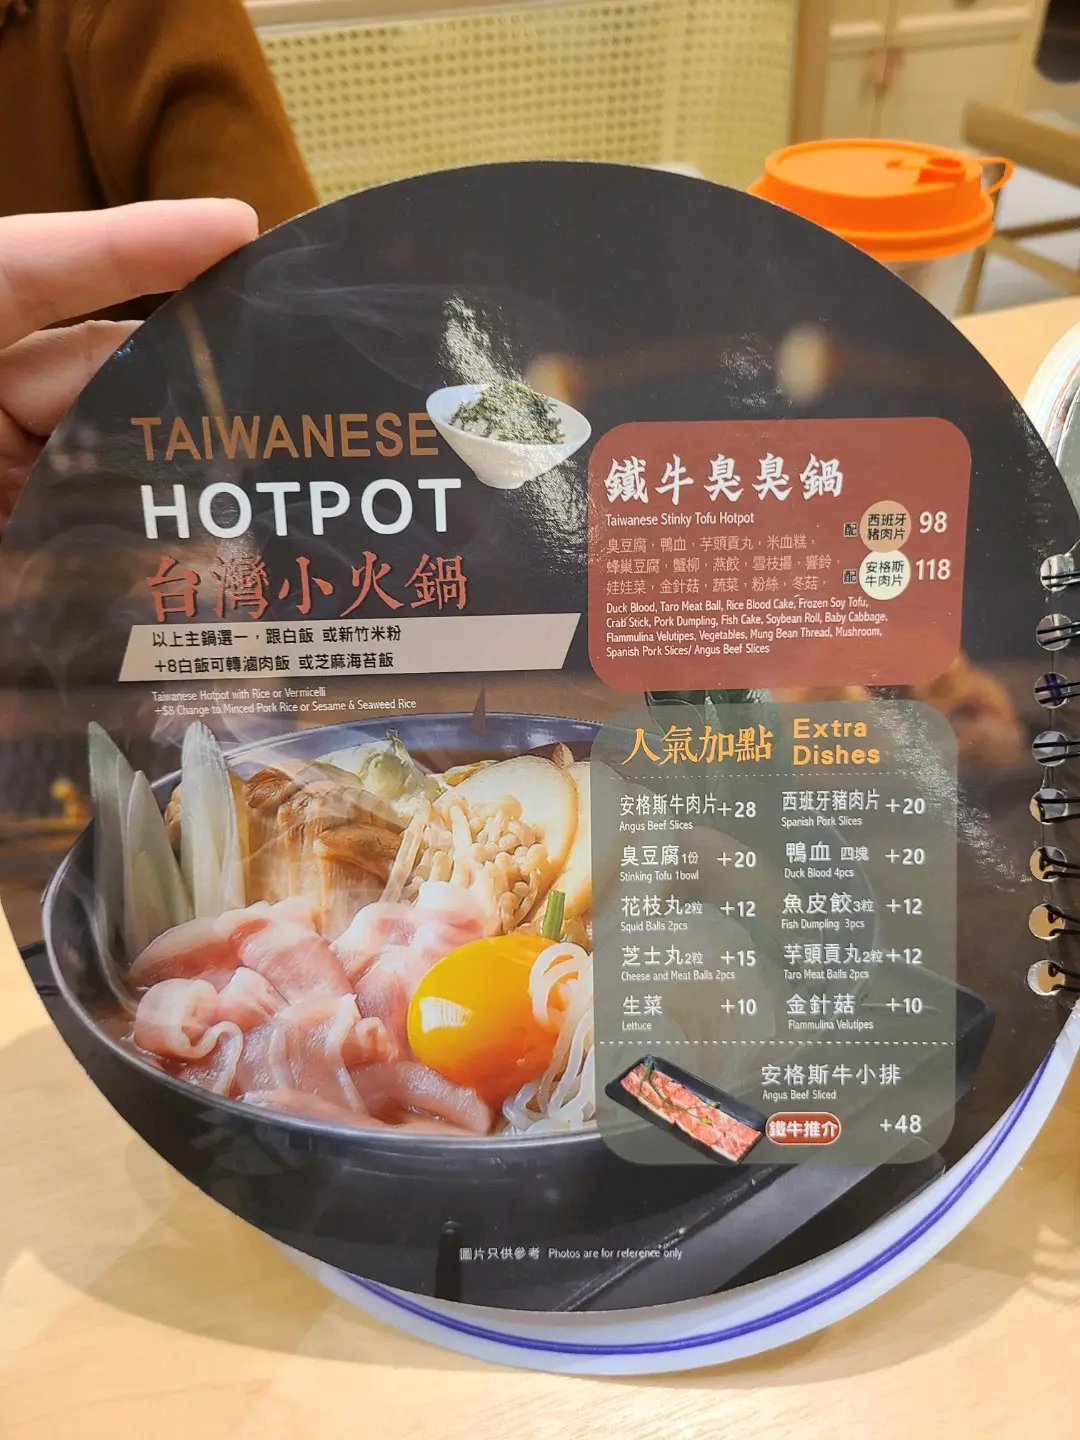 TAIWANESE
HOTPOT
台灣小火鍋
以上主鍋選一，跟白飯 或新竹米粉
+8白飯可轉滷肉飯 或芝麻海苔飯
Taiwanese Hotpot with Rice or Vermicelli
+$8 Change to Minced Pork Rice or Sesame & Seaweed Rice
鐵牛臭臭鍋
Taiwanese Stinky Tofu Hotpot
臭豆腐，鴨血，芋頭貢丸，米血糕，
蜂巢豆腐，蟹柳，燕餃，雲枝揚，響鈴，
娃娃菜，金針菇，蔬菜，粉絲，冬菇，
配 西班牙豬肉片 98
配 安格斯牛肉片 118
Duck Blood, Taro Meat Ball, Rice Blood Cake, Frozen Soy Tofu,
Crab Stick, Pork Dumpling, Fish Cake, Soybean Roll, Baby Cabbage,
Flammulina Velutipes, Vegetables, Mung Bean Thread, Mushroom,
Spanish Pork Slices/ Angus Beef Slices
人氣加點 Extra Dishes
安格斯牛肉片 +28
Angus Beef Slices
西班牙豬肉片 +20
Spanish Pork Slices
臭豆腐 1份 +20
Stinking Tofu 1bowl
鴨血 四塊 +20
Duck Blood 4pcs
花枝丸 2粒 +12
Squid Balls 2pcs
魚皮餃 3粒 +12
Fish Dumpling 3pcs
芝士丸 2粒 +15
Cheese and Meat Balls 2pcs
芋頭貢丸 2粒 +12
Taro Meat Balls 2pcs
生菜 +10
Lettuce
金針菇 +10
Flammulina Velutipes
安格斯牛小排
Angus Beef Sliced
鐵牛推介 +48
圖片只供參考 Photos are for reference only